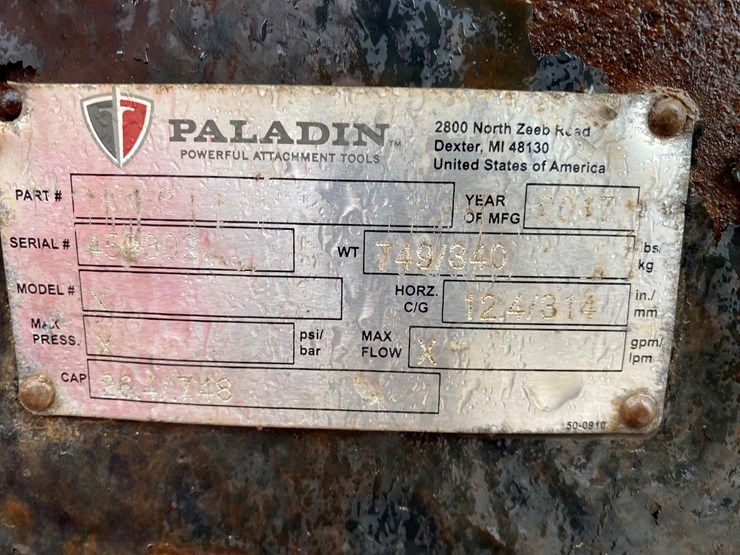 PALADIN™
POWERFUL ATTACHMENT TOOLS
2800 North Zeeb Road
Dexter, MI 48130
United States of America
PART #
YEAR OF MFG 2017
SERIAL #
WT 749/340 lbs/ kg
MODEL # X
HORZ. C/G 12.4/314 in./ mm
MAX PRESS. X psi/ bar
MAX FLOW X gpm/ lpm
CAP
50-0910